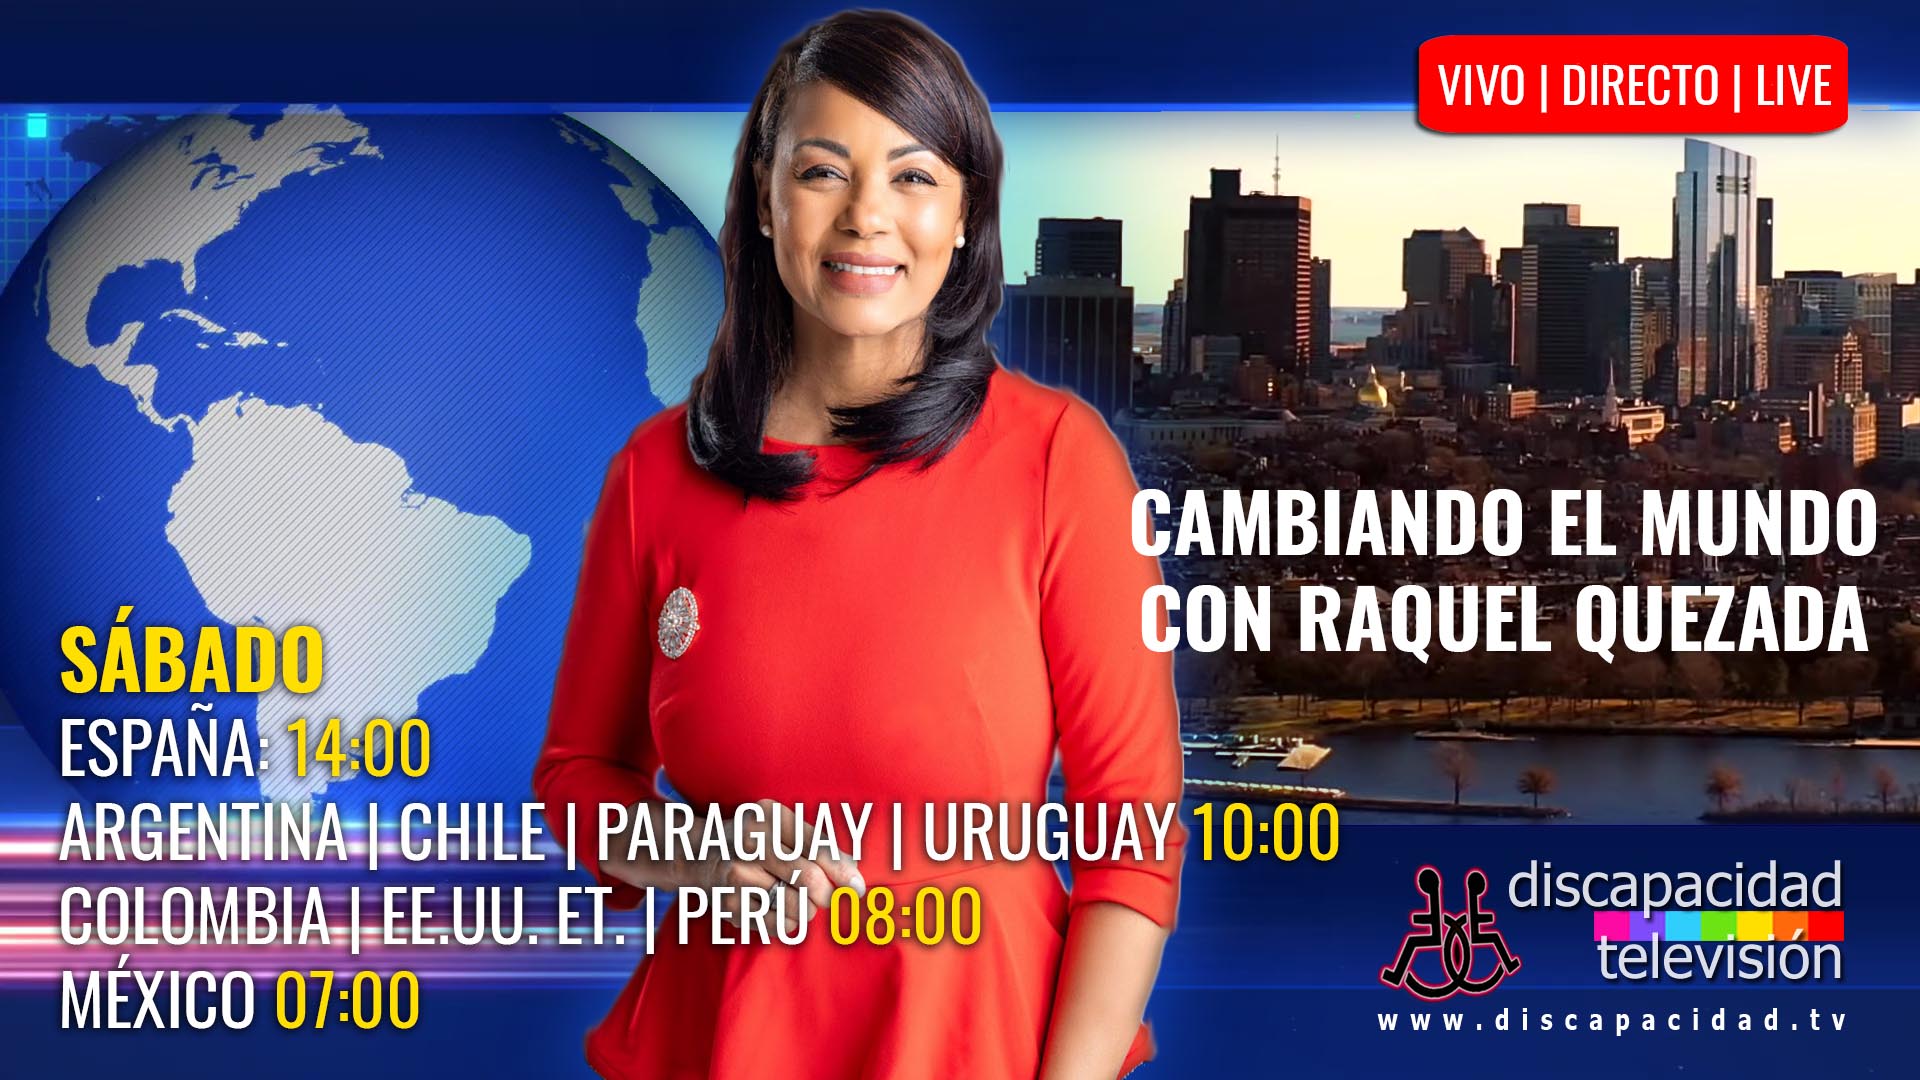 VIVO | DIRECTO | LIVE
CAMBIANDO EL MUNDO
CON RAQUEL QUEZADA
SÁBADO
ESPAÑA: 14:00
ARGENTINA | CHILE | PARAGUAY | URUGUAY 10:00
COLOMBIA | EE.UU. ET. | PERÚ 08:00
MÉXICO 07:00
discapacidad
televisión
www.discapacidad.tv